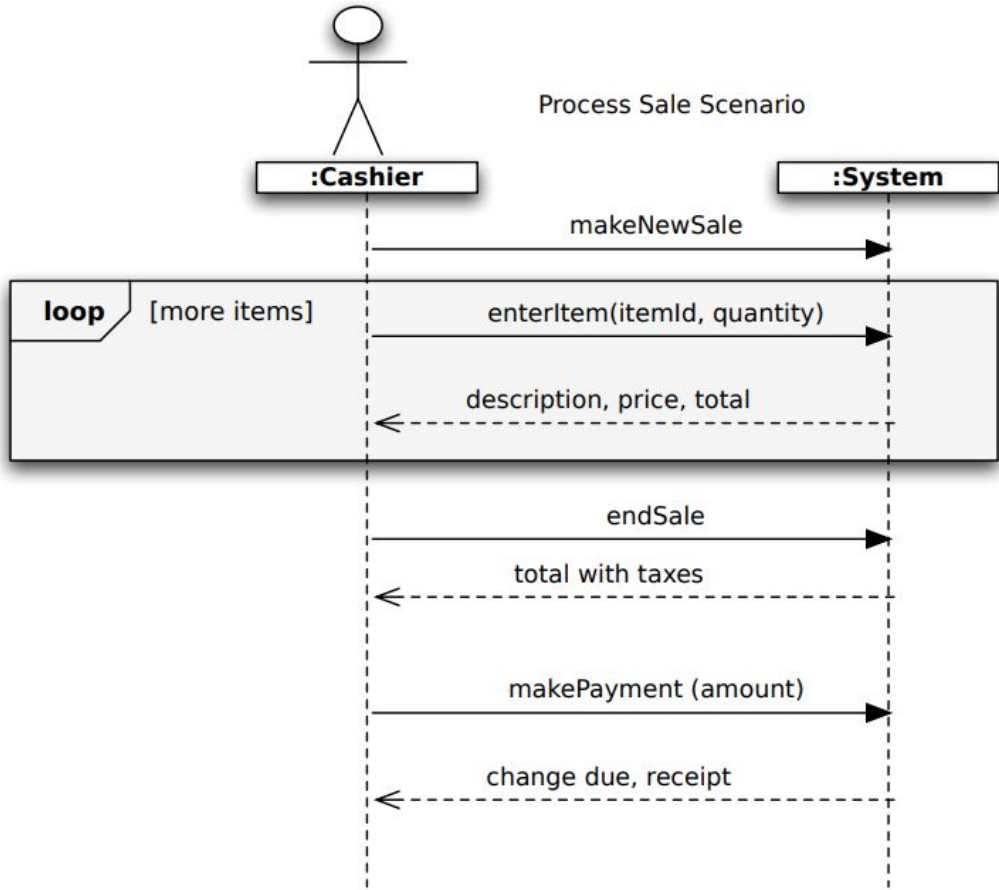 Process Sale Scenario
:Cashier
:System
makeNewSale
loop
[more items]
enterItem(itemId, quantity)
description, price, total
endSale
total with taxes
makePayment (amount)
change due, receipt